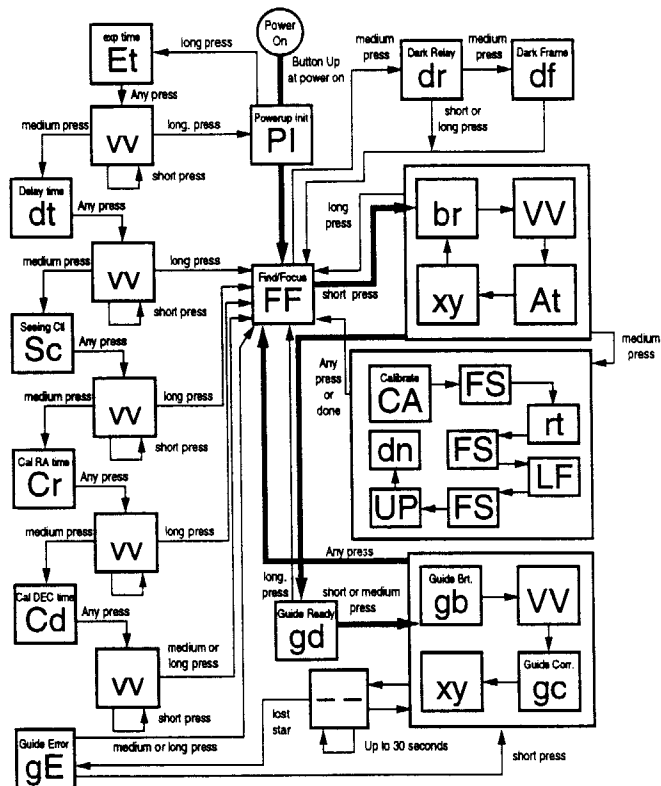 Power
On
exp time
Et
long press
Button Up
at power on
medium
press
Dark Relay
dr
medium
press
Dark Frame
df
Any press
medium press
vv
long. press
Powerup Init
PI
short or
long press
short press
Delay time
dt
Any press
long
press
br
VV
medium press
vv
long press
Find/Focus
FF
short press
xy
At
short press
Seeing Ctl
Sc
Any press
medium
press
Any
press
or
done
Calibrate
CA
FS
medium press
vv
long press
rt
short press
dn
FS
LF
Cal RA time
Cr
Any press
UP
FS
medium press
vv
long press
Any press
long.
press
short or medium
press
Guide Brt.
gb
VV
Cal DEC time
Cd
Any press
Guide Ready
gd
vv
medium or
long press
xy
Guide Corr.
gc
short press
-- --
lost
star
Up to 30 seconds
Guide Error
gE
medium or long press
short press